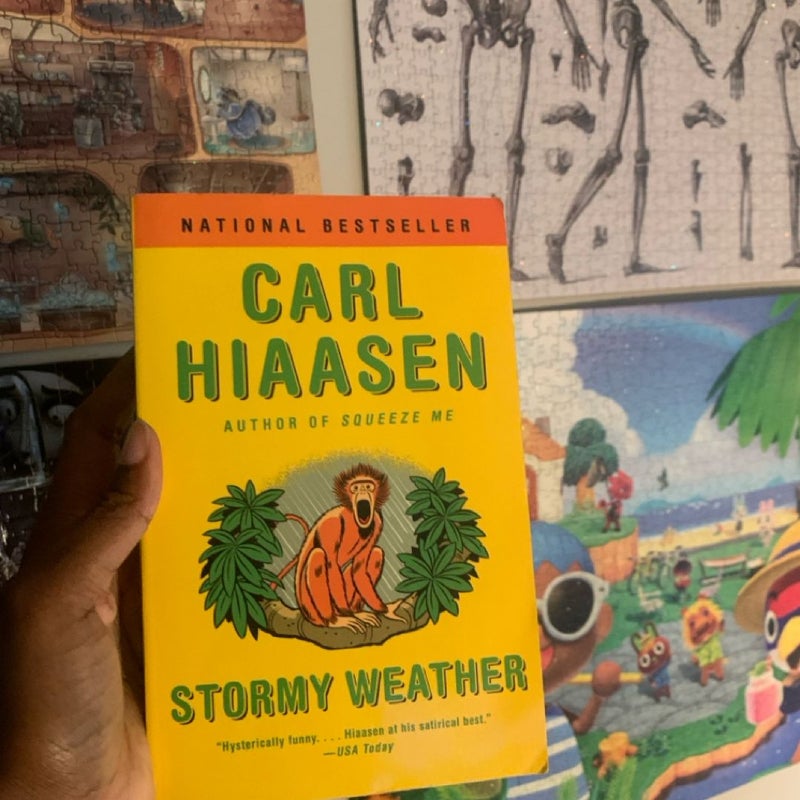 NATIONAL BESTSELLER
CARL
HIAASEN
AUTHOR OF SQUEEZE ME
STORMY WEATHER
"Hysterically funny. . . . Hiaasen at his satirical best."
—USA Today